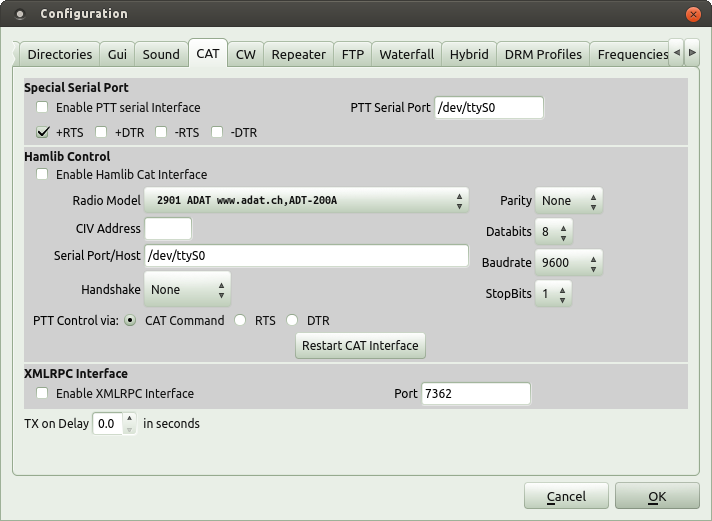 Configuration
Directories Gui Sound CAT CW Repeater FTP Waterfall Hybrid DRM Profiles Frequencies
Special Serial Port
Enable PTT serial Interface PTT Serial Port /dev/ttyS0
+RTS +DTR -RTS -DTR
Hamlib Control
Enable Hamlib Cat Interface
Radio Model 2901 ADAT www.adat.ch,ADT-200A Parity None
CIV Address Databits 8
Serial Port/Host /dev/ttyS0 Baudrate 9600
Handshake None StopBits 1
PTT Control via: CAT Command RTS DTR
Restart CAT Interface
XMLRPC Interface
Enable XMLRPC Interface Port 7362
TX on Delay 0.0 in seconds
Cancel OK